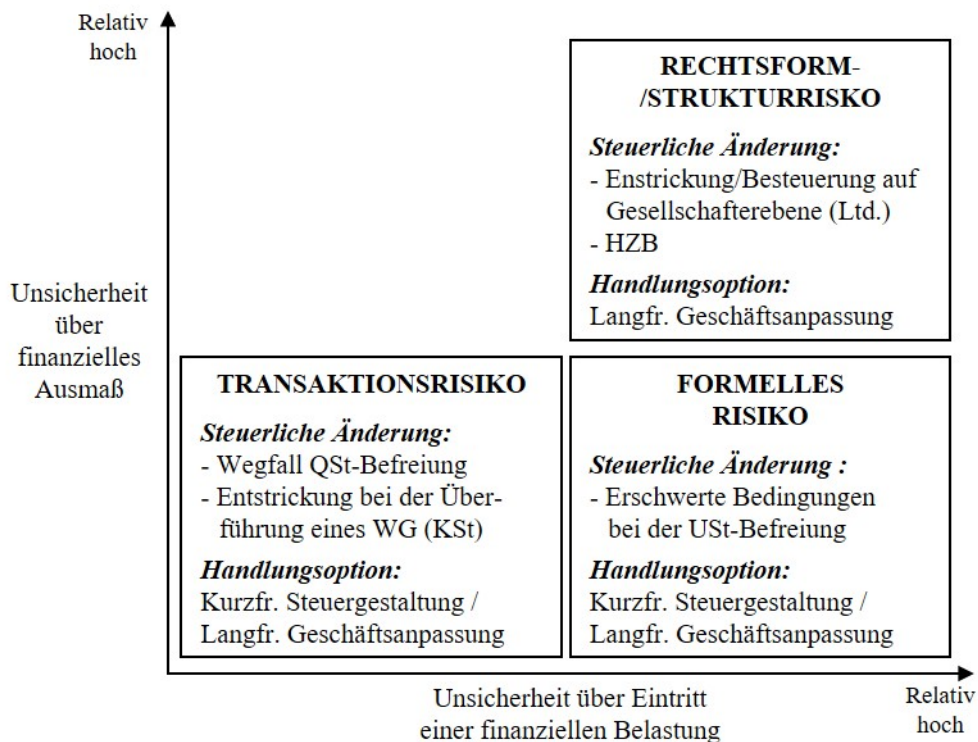 Relativ
hoch
Unsicherheit
über
finanzielles
Ausmaß
RECHTSFORM-
/STRUKTURRISKO
Steuerliche Änderung:
- Enstrickung/Besteuerung auf
Gesellschafterebene (Ltd.)
- HZB
Handlungsoption:
Langfr. Geschäftsanpassung
TRANSAKTIONSRISIKO
Steuerliche Änderung:
- Wegfall QSt-Befreiung
- Entstrickung bei der Über-
führung eines WG (KSt)
Handlungsoption:
Kurzfr. Steuergestaltung /
Langfr. Geschäftsanpassung
FORMELLES
RISIKO
Steuerliche Änderung :
- Erschwerte Bedingungen
bei der USt-Befreiung
Handlungsoption:
Kurzfr. Steuergestaltung /
Langfr. Geschäftsanpassung
Unsicherheit über Eintritt
einer finanziellen Belastung
Relativ
hoch